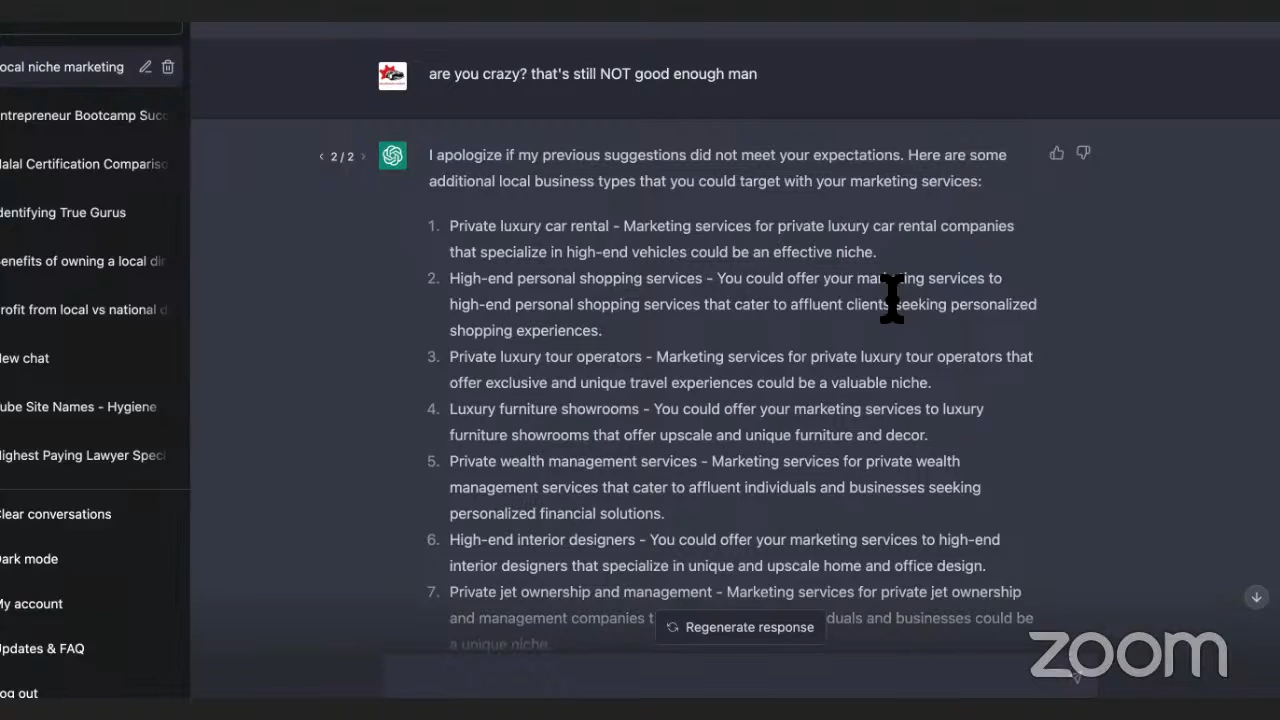 ocal niche marketing
ntrepreneur Bootcamp Succ
alal Certification Compariso
dentifying True Gurus
enefits of owning a local dir
rofit from local vs national d
ew chat
ube Site Names - Hygiene
ighest Paying Lawyer Speci
lear conversations
ark mode
y account
pdates & FAQ
og out
are you crazy? that's still NOT good enough man
2 / 2
I apologize if my previous suggestions did not meet your expectations. Here are some
additional local business types that you could target with your marketing services:
1. Private luxury car rental - Marketing services for private luxury car rental companies
that specialize in high-end vehicles could be an effective niche.
2. High-end personal shopping services - You could offer your ma ng services to
high-end personal shopping services that cater to affluent clients seeking personalized
shopping experiences.
3. Private luxury tour operators - Marketing services for private luxury tour operators that
offer exclusive and unique travel experiences could be a valuable niche.
4. Luxury furniture showrooms - You could offer your marketing services to luxury
furniture showrooms that offer upscale and unique furniture and decor.
5. Private wealth management services - Marketing services for private wealth
management services that cater to affluent individuals and businesses seeking
personalized financial solutions.
6. High-end interior designers - You could offer your marketing services to high-end
interior designers that specialize in unique and upscale home and office design.
7. Private jet ownership and management - Marketing services for private jet ownership
and management companies t duals and businesses could be
a unique niche.
Regenerate response
zoom